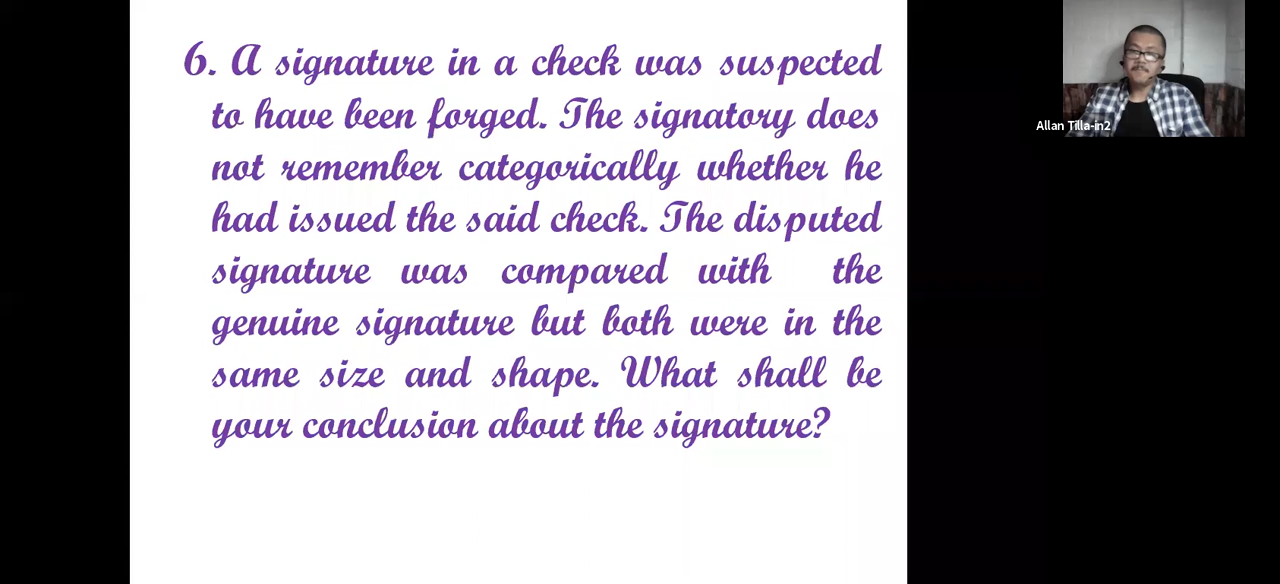 6. A signature in a check was suspected
to have been forged. The signatory does
not remember categorically whether he
had issued the said check. The disputed
signature was compared with the
genuine signature but both were in the
same size and shape. What shall be
your conclusion about the signature?
Allan Tilla-in2